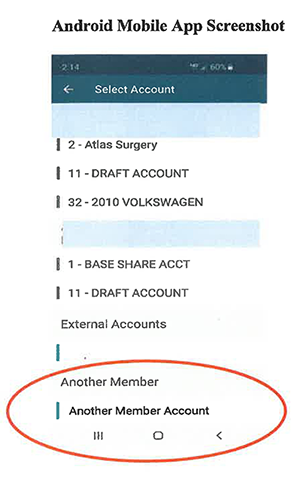 Android Mobile App Screenshot
2:14 60%
Select Account
2 - Atlas Surgery
11 - DRAFT ACCOUNT
32 - 2010 VOLKSWAGEN
1 - BASE SHARE ACCT
11 - DRAFT ACCOUNT
External Accounts
Another Member
Another Member Account